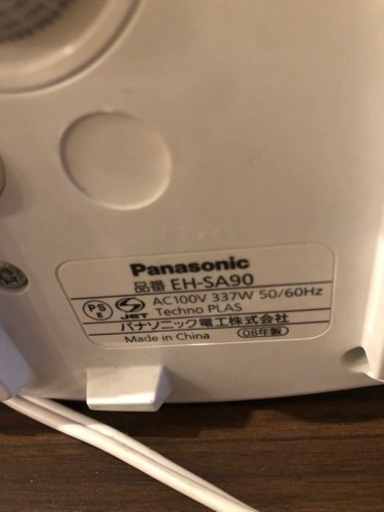 Panasonic
品番 EH-SA90
PS E JET AC100V 337W 50/60Hz
Techno PLAS
パナソニック電工株式会社
Made in China 08年製